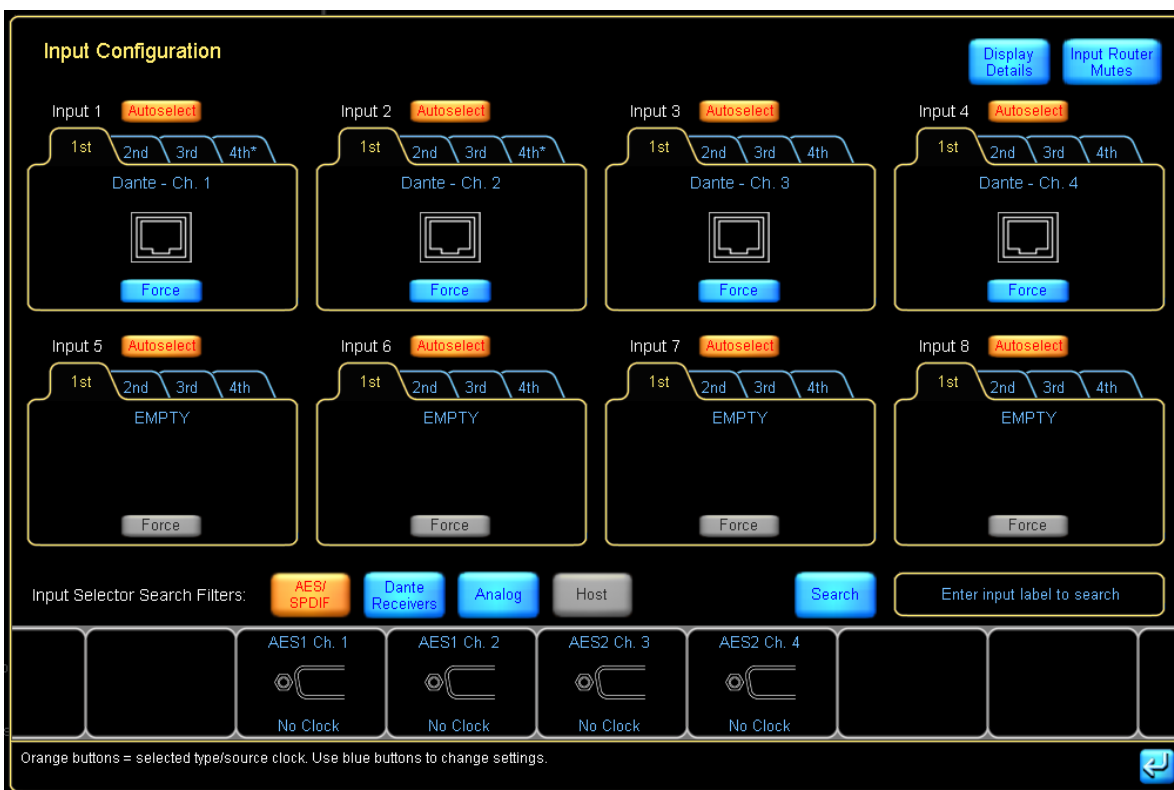 Input Configuration
Display Details
Input Router Mutes
Input 1 Autoselect
Input 2 Autoselect
Input 3 Autoselect
Input 4 Autoselect
1st 2nd 3rd 4th*
1st 2nd 3rd 4th*
1st 2nd 3rd 4th
1st 2nd 3rd 4th
Dante - Ch. 1
Dante - Ch. 2
Dante - Ch. 3
Dante - Ch. 4
Force
Force
Force
Force
Input 5 Autoselect
Input 6 Autoselect
Input 7 Autoselect
Input 8 Autoselect
1st 2nd 3rd 4th
1st 2nd 3rd 4th
1st 2nd 3rd 4th
1st 2nd 3rd 4th
EMPTY
EMPTY
EMPTY
EMPTY
Force
Force
Force
Force
Input Selector Search Filters:
AES/ SPDIF
Dante Receivers
Analog
Host
Search
Enter input label to search
AES1 Ch. 1
AES1 Ch. 2
AES2 Ch. 3
AES2 Ch. 4
No Clock
No Clock
No Clock
No Clock
Orange buttons = selected type/source clock. Use blue buttons to change settings.